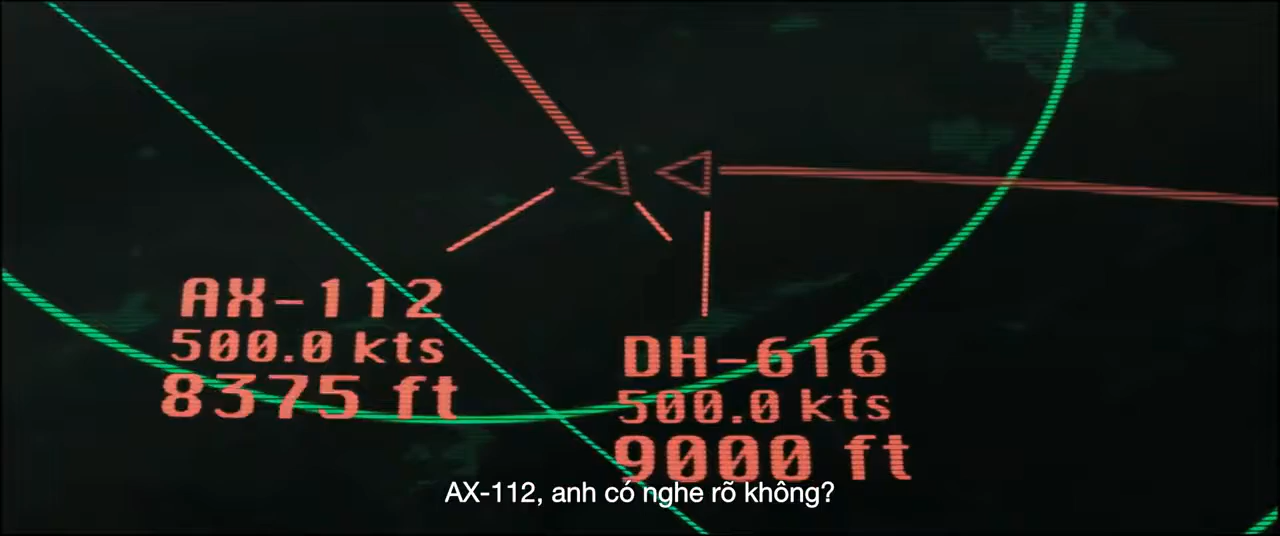 AX-112
500.0 kts
8375 ft
DH-616
500.0 kts
9000 ft
AX-112, anh có nghe rõ không?